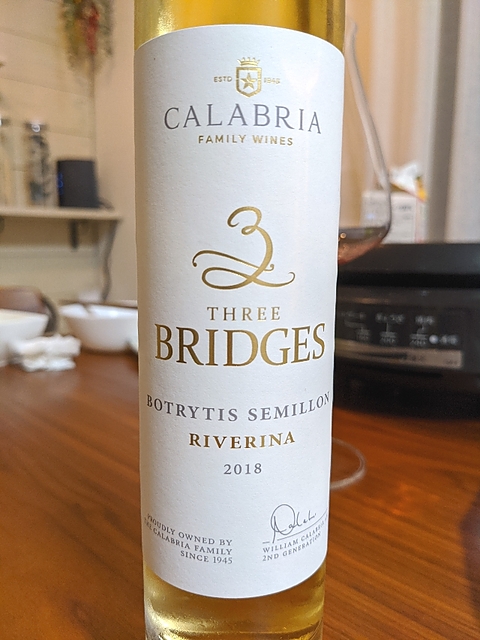 ESTD 1945
CALABRIA
FAMILY WINES
3
THREE
BRIDGES
BOTRYTIS SEMILLON
RIVERINA
2018
PROUDLY OWNED BY
CALABRIA FAMILY
SINCE 1945
WILLIAM CALABRIA
2ND GENERATION